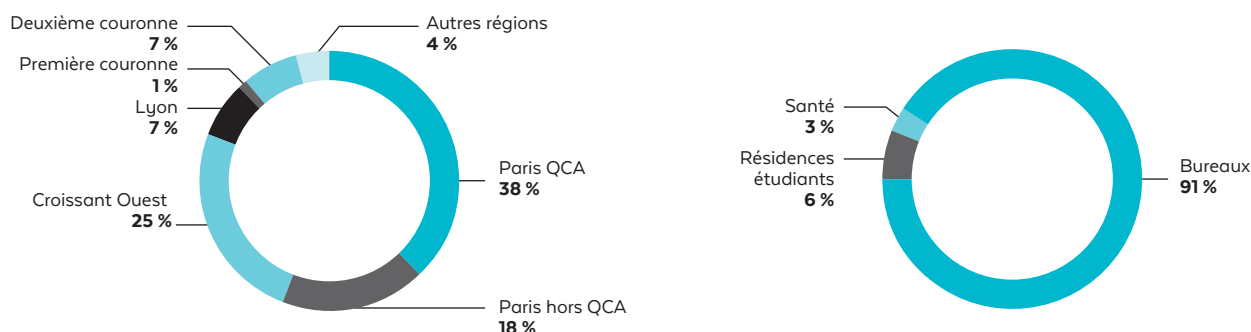 Deuxième couronne
7 %
Première couronne
1 %
Lyon
7 %
Croissant Ouest
25 %
Autres régions
4 %
Paris QCA
38 %
Paris hors QCA
18 %
Santé
3 %
Résidences
étudiants
6 %
Bureaux
91 %